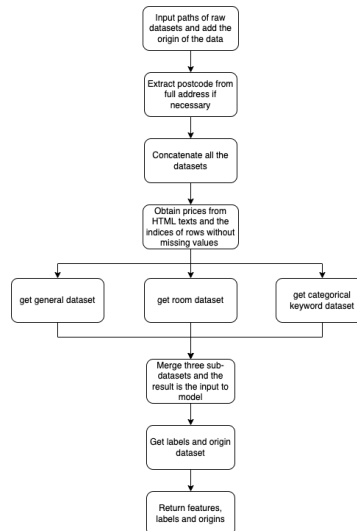 Input paths of raw
datasets and add the
origin of the data
Extract postcode from
full address if
necessary
Concatenate all the
datasets
Obtain prices from
HTML texts and the
indices of rows without
missing values
get general dataset
get room dataset
get categorical
keyword dataset
Merge three sub-
datasets and the
result is the input to
model
Get labels and origin
dataset
Return features,
labels and origins